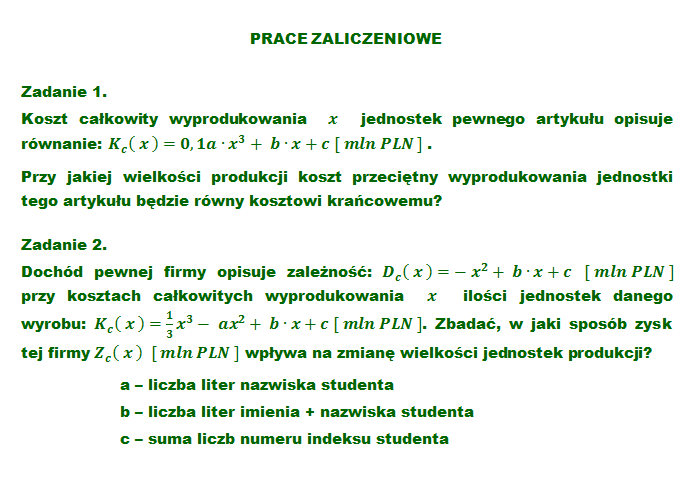 PRACE ZALICZENIOWE
Zadanie 1.
Koszt całkowity wyprodukowania x jednostek pewnego artykułu opisuje
równanie: K_c( x ) = 0, 1a · x³ + b · x + c [ mln PLN ] .
Przy jakiej wielkości produkcji koszt przeciętny wyprodukowania jednostki
tego artykułu będzie równy kosztowi krańcowemu?
Zadanie 2.
Dochód pewnej firmy opisuje zależność: D_c( x ) = − x² + b · x + c [ mln PLN ]
przy kosztach całkowitych wyprodukowania x ilości jednostek danego
wyrobu: K_c( x ) = 1/3 x³ − ax² + b · x + c [ mln PLN ]. Zbadać, w jaki sposób zysk
tej firmy Z_c( x ) [ mln PLN ] wpływa na zmianę wielkości jednostek produkcji?
a – liczba liter nazwiska studenta
b – liczba liter imienia + nazwiska studenta
c – suma liczb numeru indeksu studenta